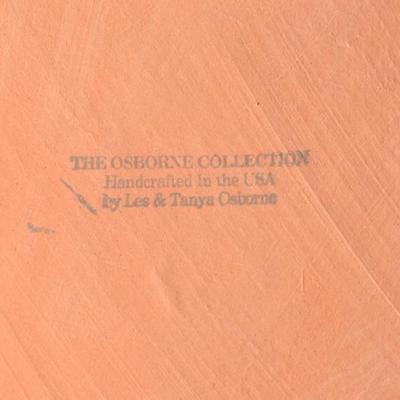 THE OSBORNE COLLECTION
Handcrafted in the USA
by Les & Tanya Osborne